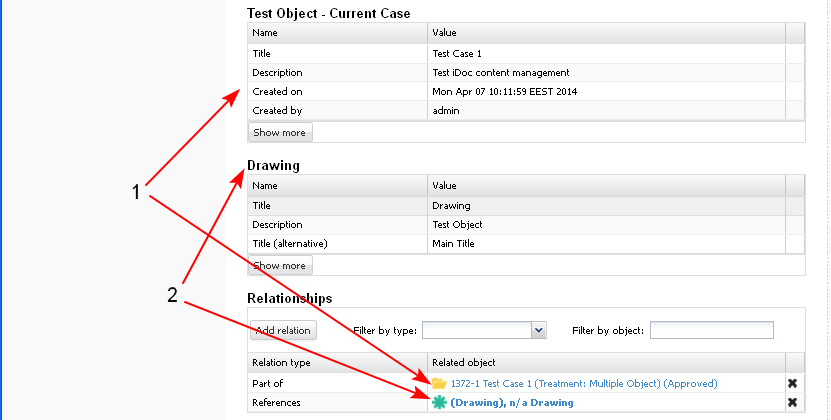 Test Object - Current Case
Name Value
Title Test Case 1
Description Test iDoc content management
Created on Mon Apr 07 10:11:59 EEST 2014
Created by admin
Show more
1
Drawing
Name Value
Title Drawing
Description Test Object
Title (alternative) Main Title
Show more
2
Relationships
Add relation Filter by type: Filter by object:
Relation type Related object
Part of 1372-1 Test Case 1 (Treatment: Multiple Object) (Approved)
References (Drawing), n/a Drawing